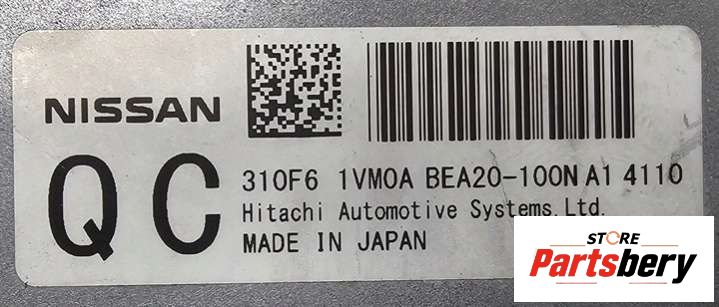 NISSAN
QC
310F6 1VM0A BEA20-100N A1 4110
Hitachi Automotive Systems,Ltd.
MADE IN JAPAN
STORE
Partsbery